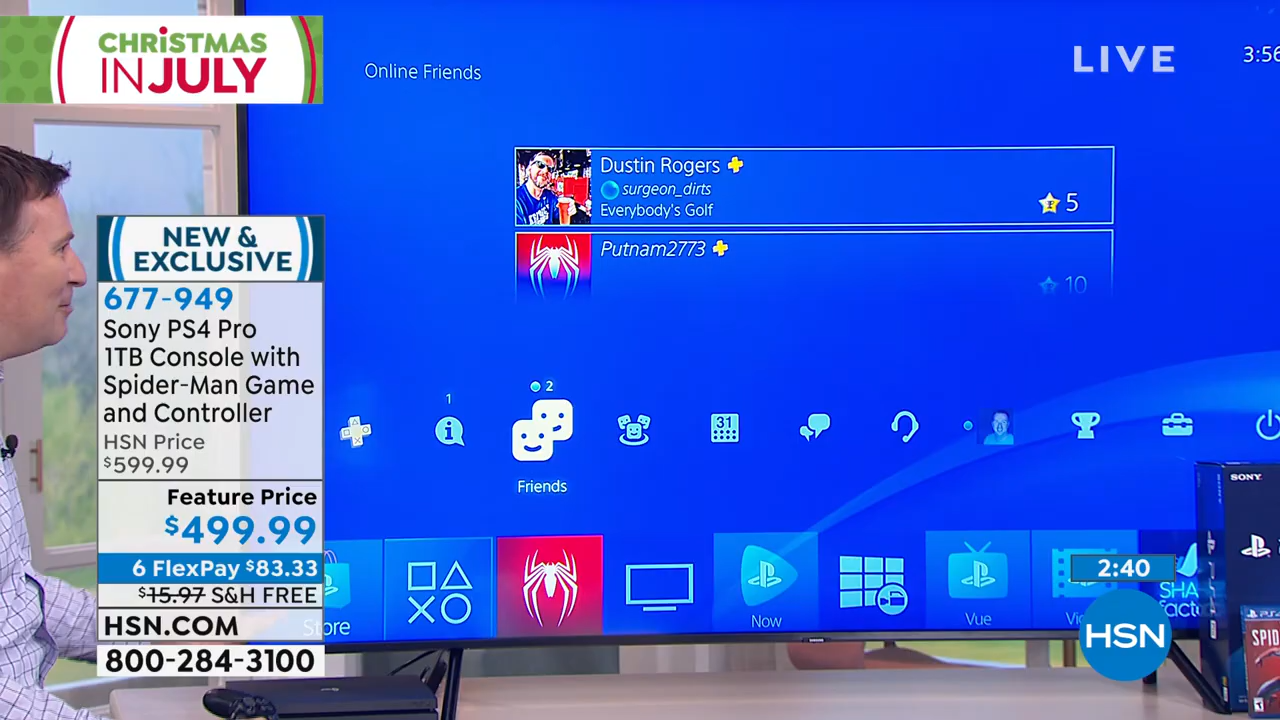 CHRiSTMAS
IN JULY
Online Friends
LIVE
Dustin Rogers
surgeon_dirts
Everybody's Golf
5
Putnam2773
10
NEW &
EXCLUSIVE
677-949
Sony PS4 Pro
1TB Console with
Spider-Man Game
and Controller
HSN Price
$599.99
Feature Price
$499.99
6 FlexPay $83.33
$15.97 S&H FREE
HSN.COM
800-284-3100
1
2
31
Friends
Store
Now
Vue
2:40
HSN
SONY